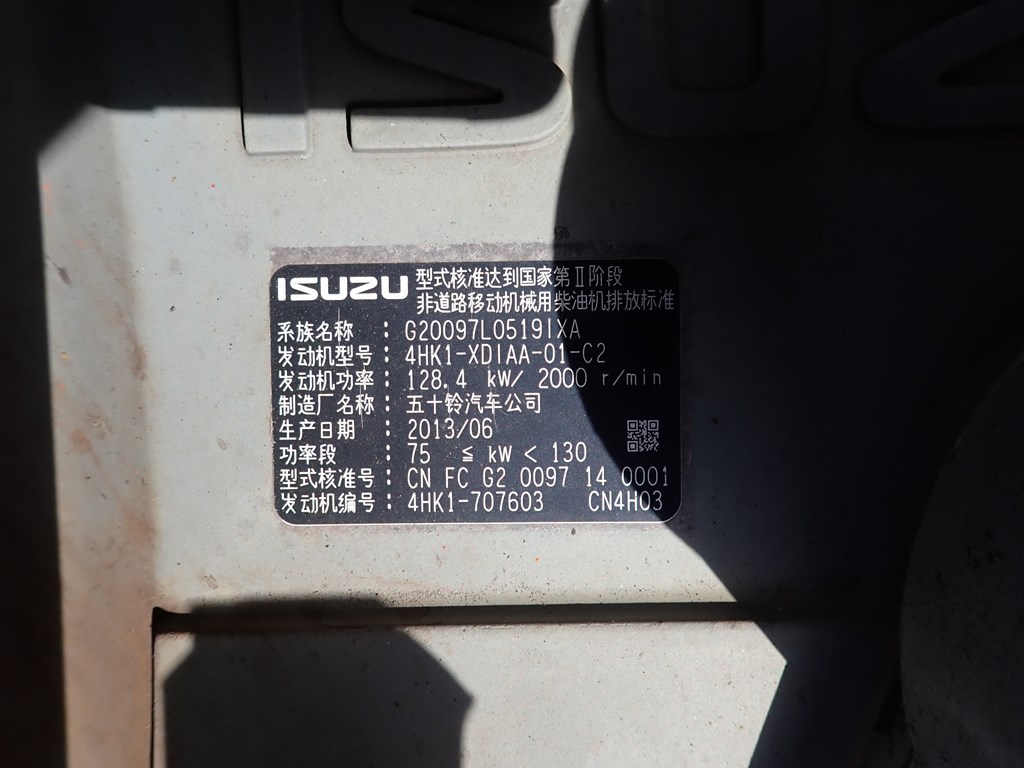 ISUZ
ISUZU 型式核准达到国家第Ⅱ阶段
非道路移动机械用柴油机排放标准
系族名称 : G20097L0519IXA
发动机型号: 4HK1-XDIAA-01-C2
发动机功率: 128.4 kW/ 2000 r/min
制造厂名称: 五十铃汽车公司
生产日期 : 2013/06
功率段 : 75 ≦ kW < 130
型式核准号: CN FC G2 0097 14 0001
发动机编号: 4HK1-707603 CN4H03